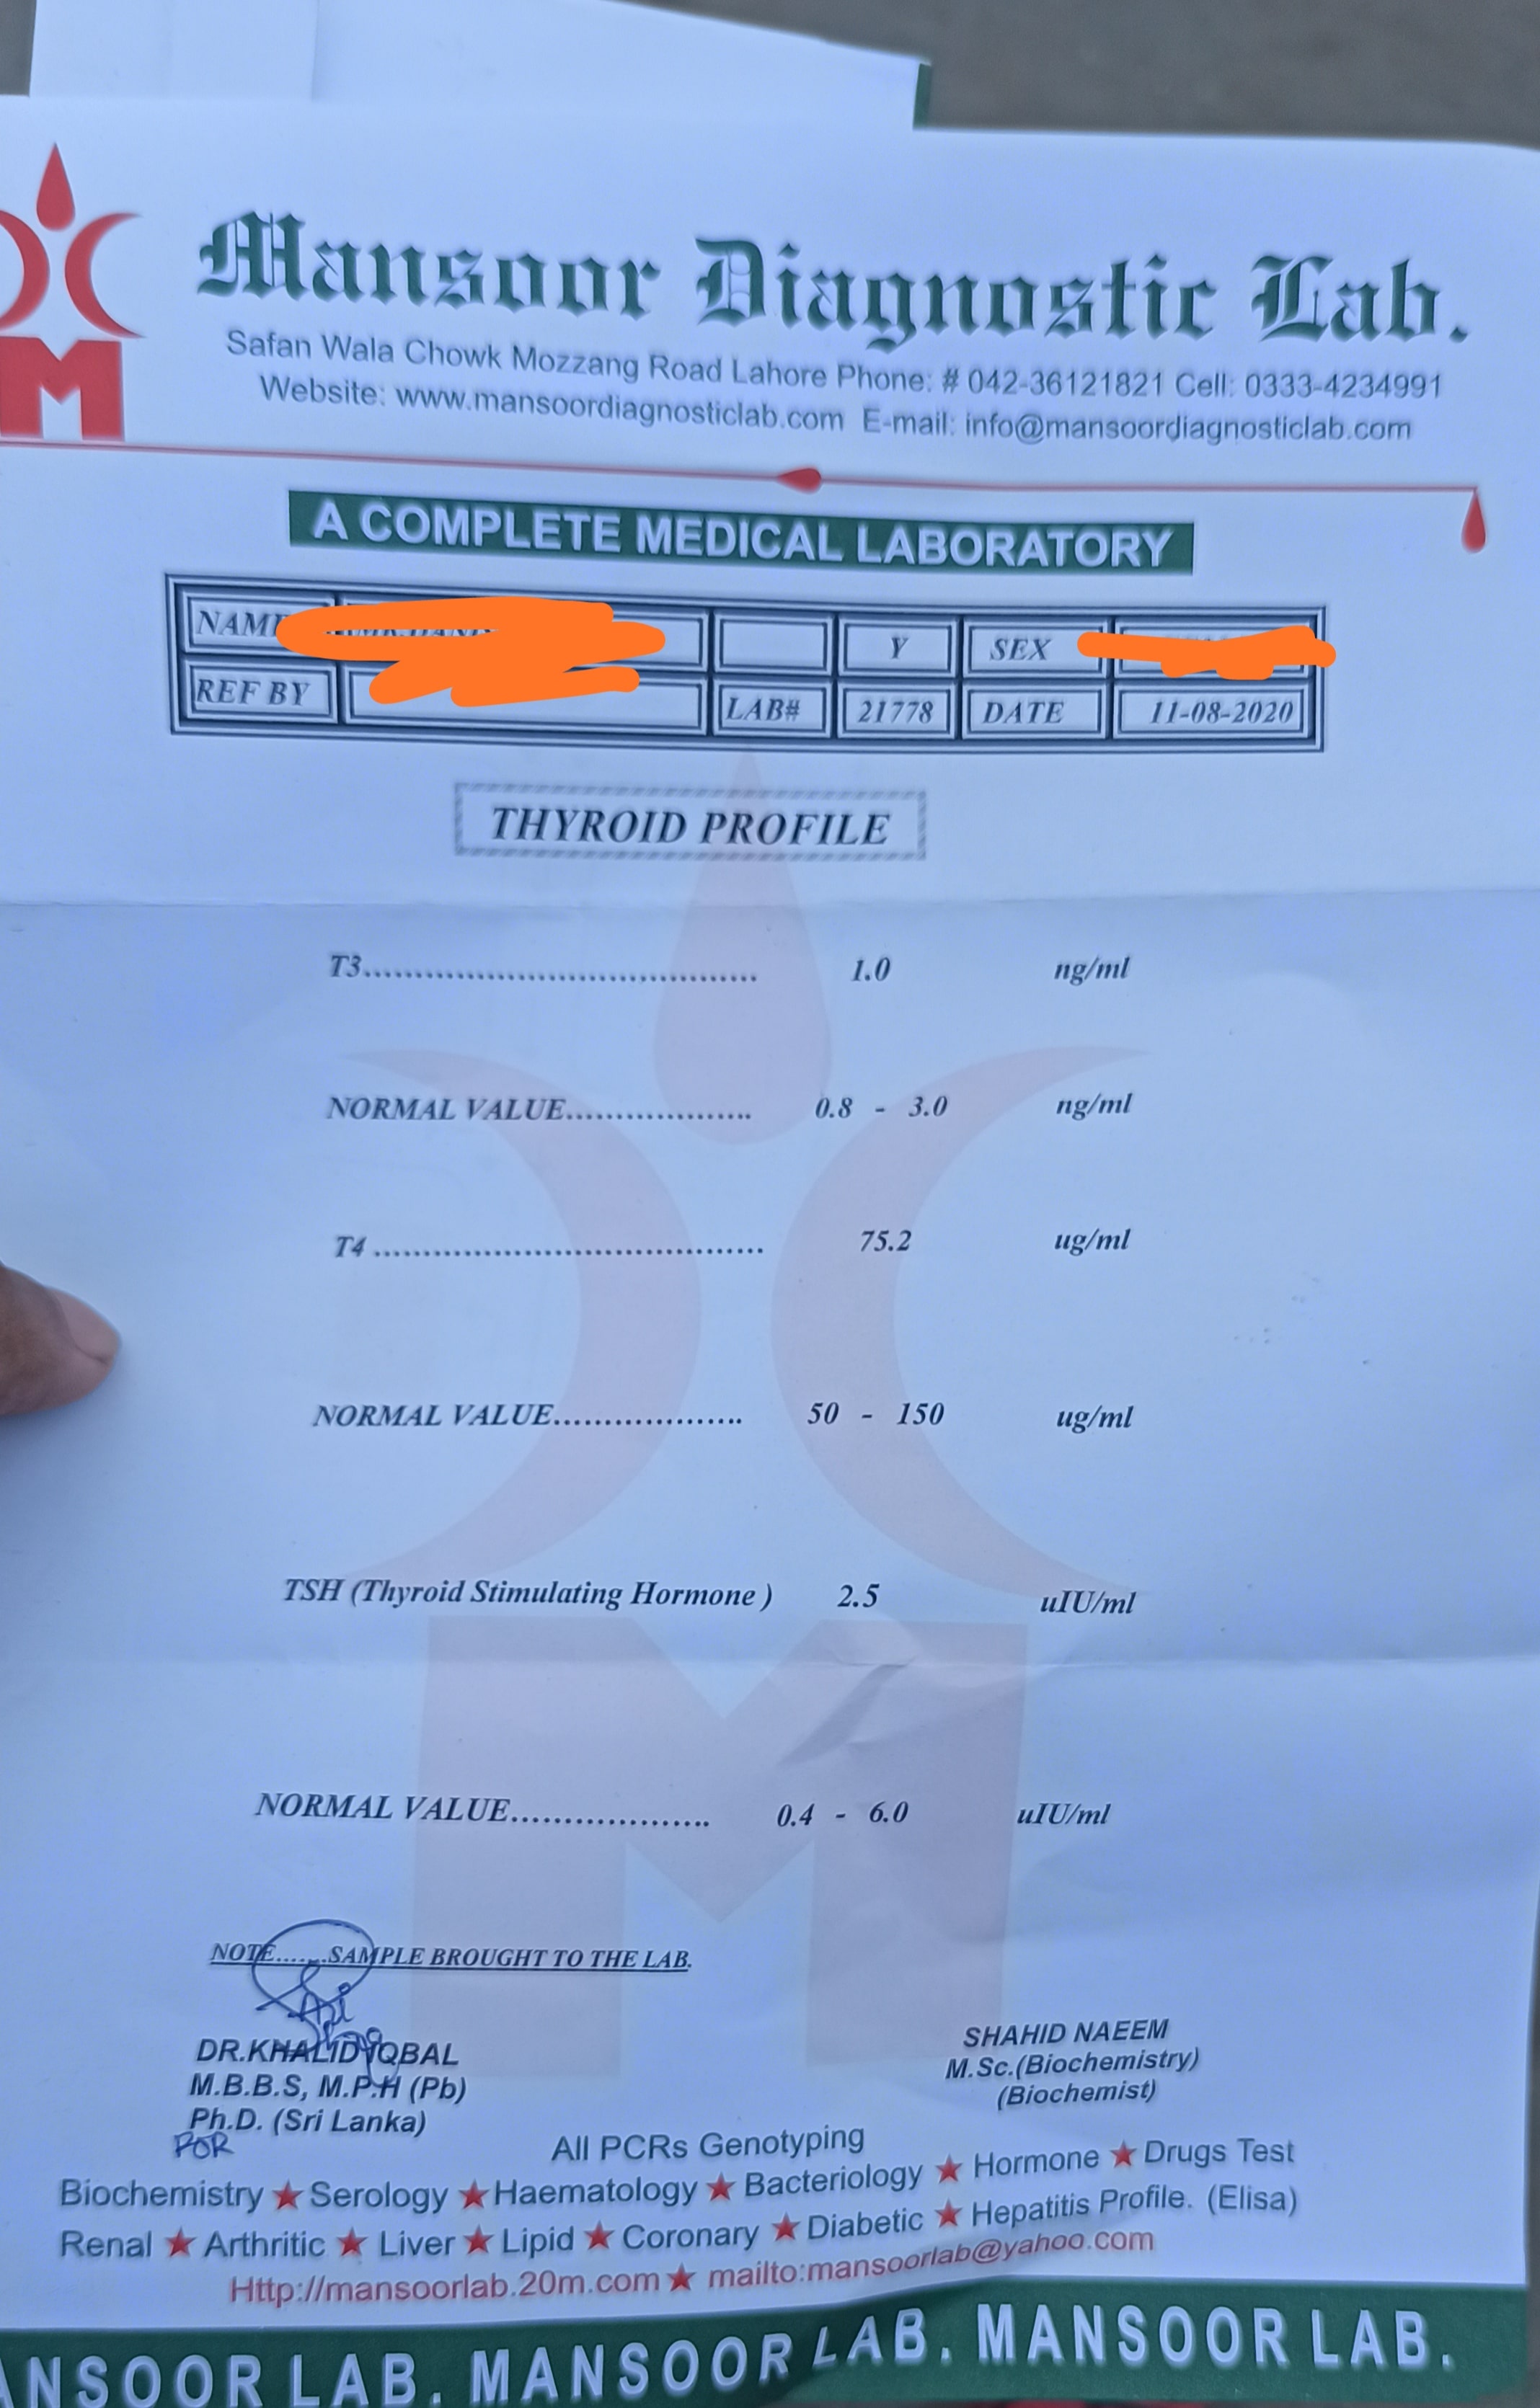 Mansoor Diagnostic Lab.
Safan Wala Chowk Mozzang Road Lahore Phone: # 042-36121821 Cell: 0333-4234991
Website: www.mansoordiagnosticlab.com E-mail: info@mansoordiagnosticlab.com
M
A COMPLETE MEDICAL LABORATORY
NAME Y SEX
REF BY LAB# 21778 DATE 11-08-2020
THYROID PROFILE
T3....................................... 1.0 ng/ml
NORMAL VALUE................... 0.8 - 3.0 ng/ml
T4....................................... 75.2 ug/ml
NORMAL VALUE................... 50 - 150 ug/ml
TSH (Thyroid Stimulating Hormone ) 2.5 uIU/ml
NORMAL VALUE.................... 0.4 - 6.0 uIU/ml
NOTE.......SAMPLE BROUGHT TO THE LAB.
DR.KHALID IQBAL
M.B.B.S, M.P.H (Pb)
Ph.D. (Sri Lanka)
FOR
SHAHID NAEEM
M.Sc.(Biochemistry)
(Biochemist)
All PCRs Genotyping
Biochemistry ★ Serology ★ Haematology ★ Bacteriology ★ Hormone ★ Drugs Test
Renal ★ Arthritic ★ Liver ★ Lipid ★ Coronary ★ Diabetic ★ Hepatitis Profile. (Elisa)
Http://mansoorlab.20m.com ★ mailto:mansoorlab@yahoo.com
ANSOOR LAB. MANSOOR LAB. MANSOOR LAB.